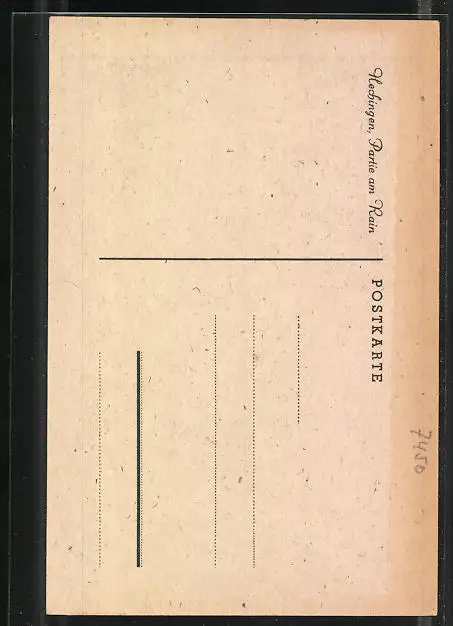 Hechingen, Partie am Rain
POSTKARTE
7450